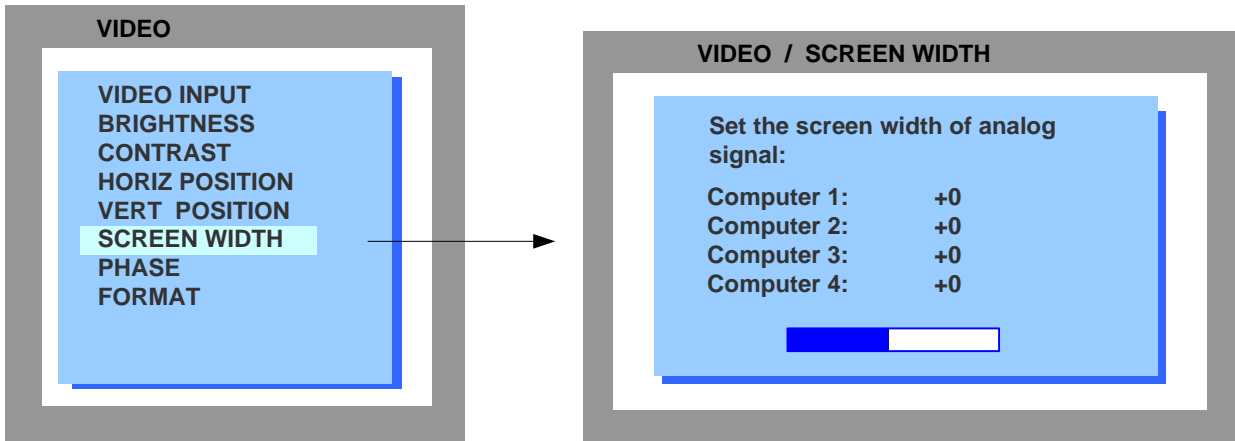 VIDEO
VIDEO INPUT
BRIGHTNESS
CONTRAST
HORIZ POSITION
VERT POSITION
SCREEN WIDTH
PHASE
FORMAT
VIDEO / SCREEN WIDTH
Set the screen width of analog
signal:
Computer 1: +0
Computer 2: +0
Computer 3: +0
Computer 4: +0